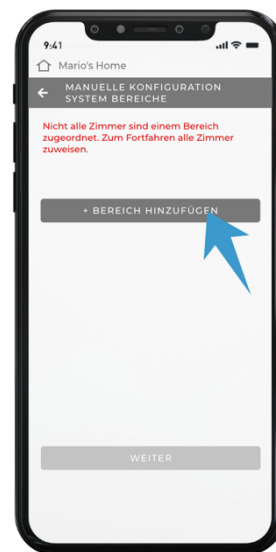 9:41
Mario's Home
MANUELLE KONFIGURATION
SYSTEM BEREICHE
Nicht alle Zimmer sind einem Bereich
zugeordnet. Zum Fortfahren alle Zimmer
zuweisen.
+ BEREICH HINZUFÜGEN
WEITER